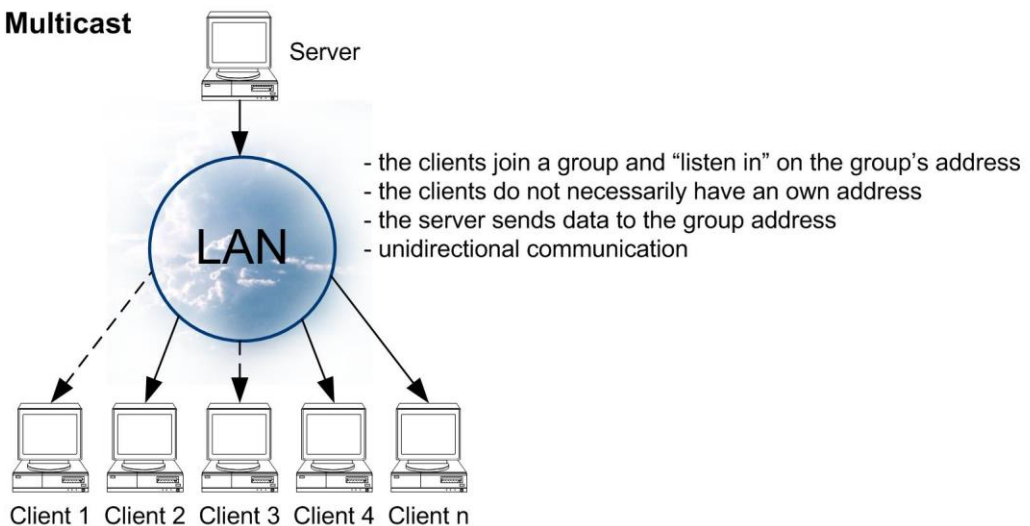 Multicast
Server
- the clients join a group and “listen in” on the group’s address
- the clients do not necessarily have an own address
- the server sends data to the group address
- unidirectional communication
LAN
Client 1 Client 2 Client 3 Client 4 Client n